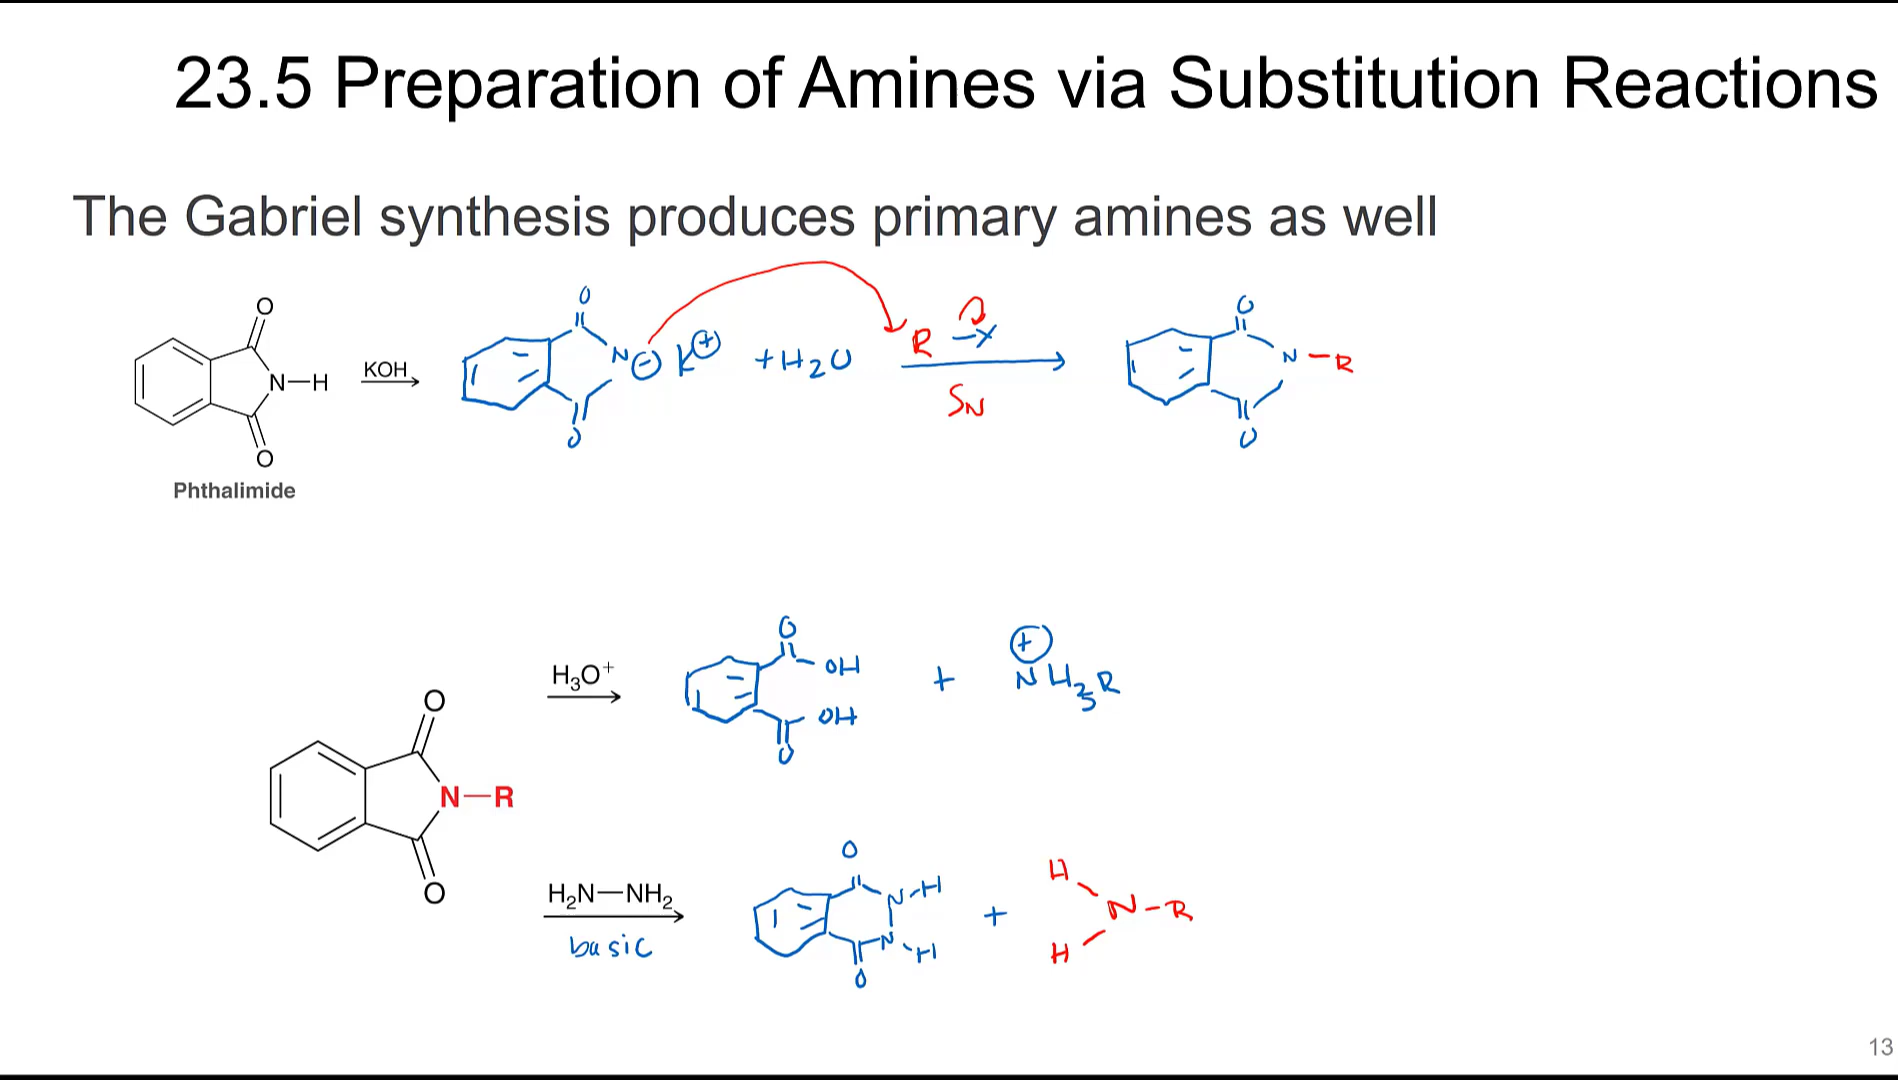 23.5 Preparation of Amines via Substitution Reactions
The Gabriel synthesis produces primary amines as well
O
N—H
O
Phthalimide
KOH
O
N⊖ K⊕ + H₂O
O
R–X
SN
O
N–R
O
O
N—R
O
H₃O⁺
O
OH
OH
O
+
⊕
NH₃R
H₂N—NH₂
basic
O
N–H
N–H
O
+
H
N–R
H
13